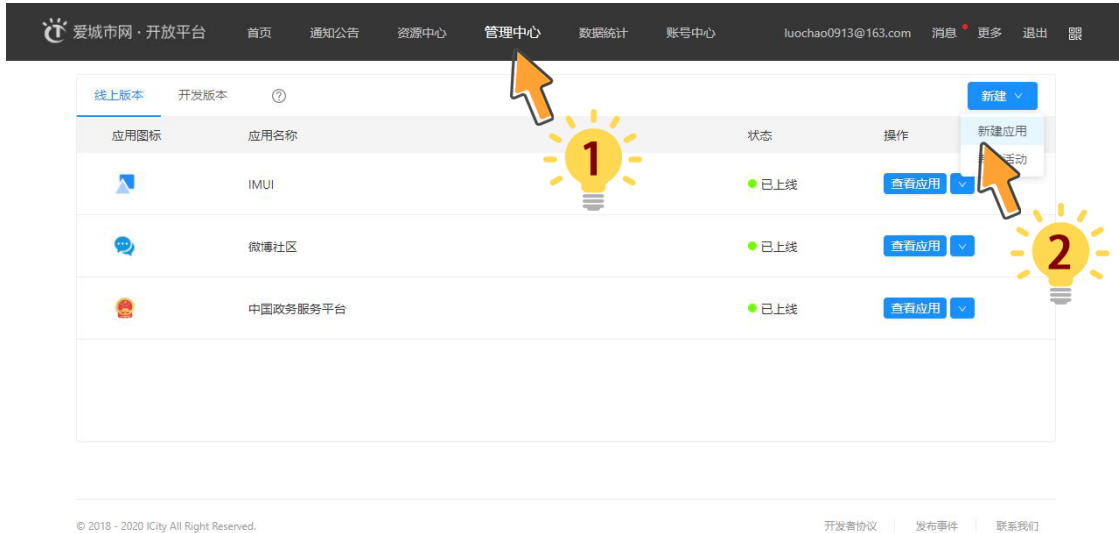 爱城市网·开放平台 首页 通知公告 资源中心 管理中心 数据统计 账号中心 luochao0913@163.com 消息 更多 退出
线上版本 开发版本 新建
新建应用
应用图标 应用名称 状态 操作
活动
1
IMUI 已上线 查看应用
2
微博社区 已上线 查看应用
中国政务服务平台 已上线 查看应用
© 2018 - 2020 ICity All Right Reserved. 开发者协议 发布事件 联系我们